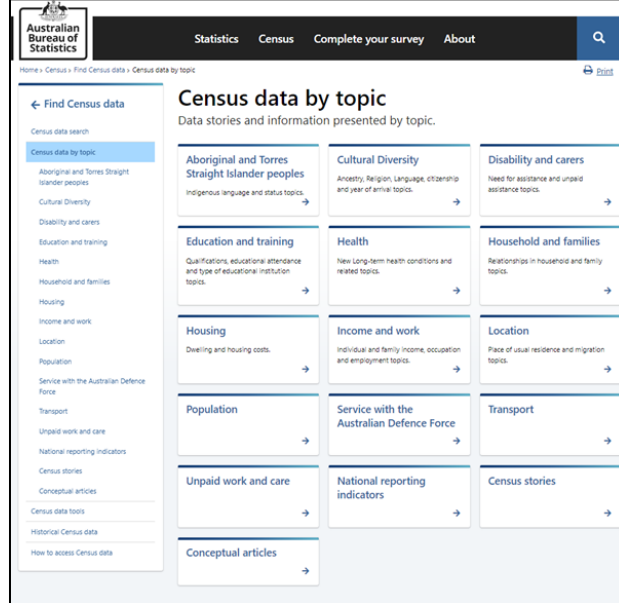 Australian
Bureau of
Statistics
Statistics Census Complete your survey About
Home > Census > Find Census data > Census data by topic
Print
← Find Census data
Census data search
Census data by topic
Aboriginal and Torres Straight
Islander peoples
Cultural Diversity
Disability and carers
Education and training
Health
Household and families
Housing
Income and work
Location
Population
Service with the Australian Defence
Force
Transport
Unpaid work and care
National reporting indicators
Census stories
Conceptual articles
Census data tools
Historical Census data
How to access Census data
Census data by topic
Data stories and information presented by topic.
Aboriginal and Torres
Straight Islander peoples
Indigenous language and status topics.
→
Cultural Diversity
Ancestry, Religion, Language, citizenship
and year of arrival topics.
→
Disability and carers
Need for assistance and unpaid
assistance topics.
→
Education and training
Qualifications, educational attendance
and type of educational institution
topics.
→
Health
New Long-term health conditions and
related topics.
→
Household and families
Relationships in household and family
topics.
→
Housing
Dwelling and housing costs.
→
Income and work
Individual and family income, occupation
and employment topics.
→
Location
Place of usual residence and migration
topics.
→
Population
→
Service with the
Australian Defence Force
→
Transport
→
Unpaid work and care
→
National reporting
indicators
→
Census stories
→
Conceptual articles
→